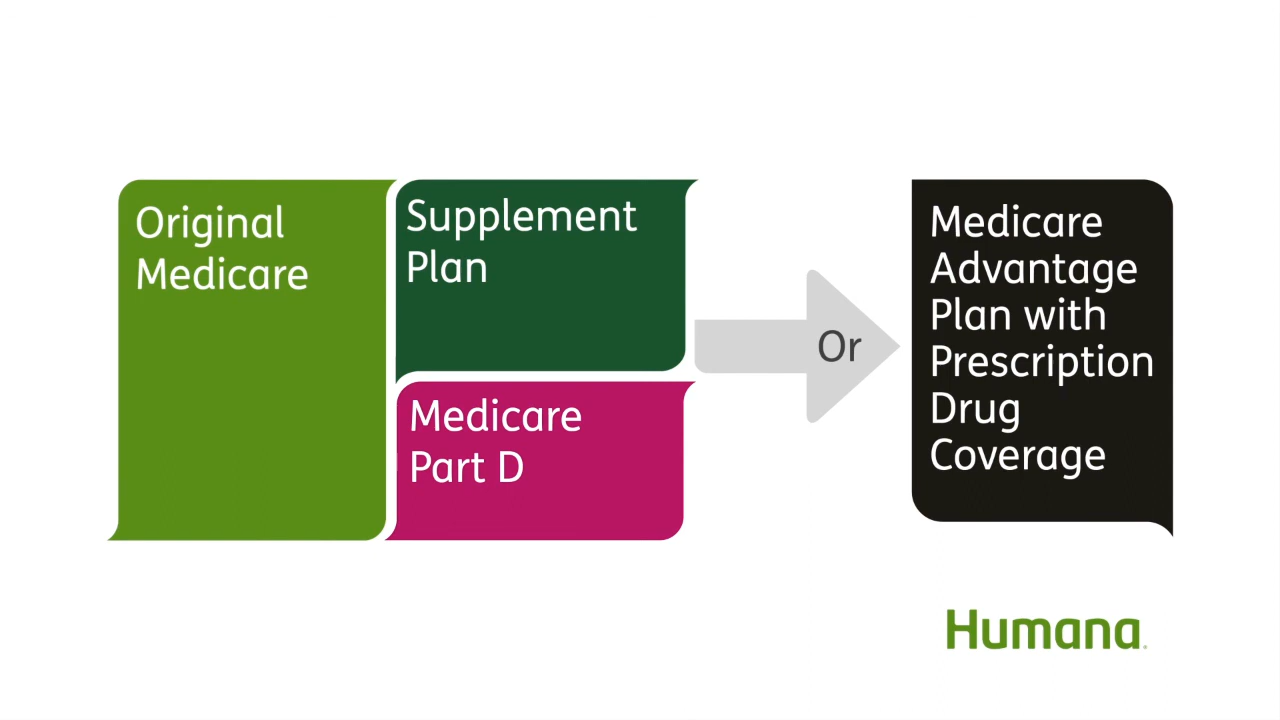 Original
Medicare
Supplement
Plan
Medicare
Part D
Or
Medicare
Advantage
Plan with
Prescription
Drug
Coverage
Humana